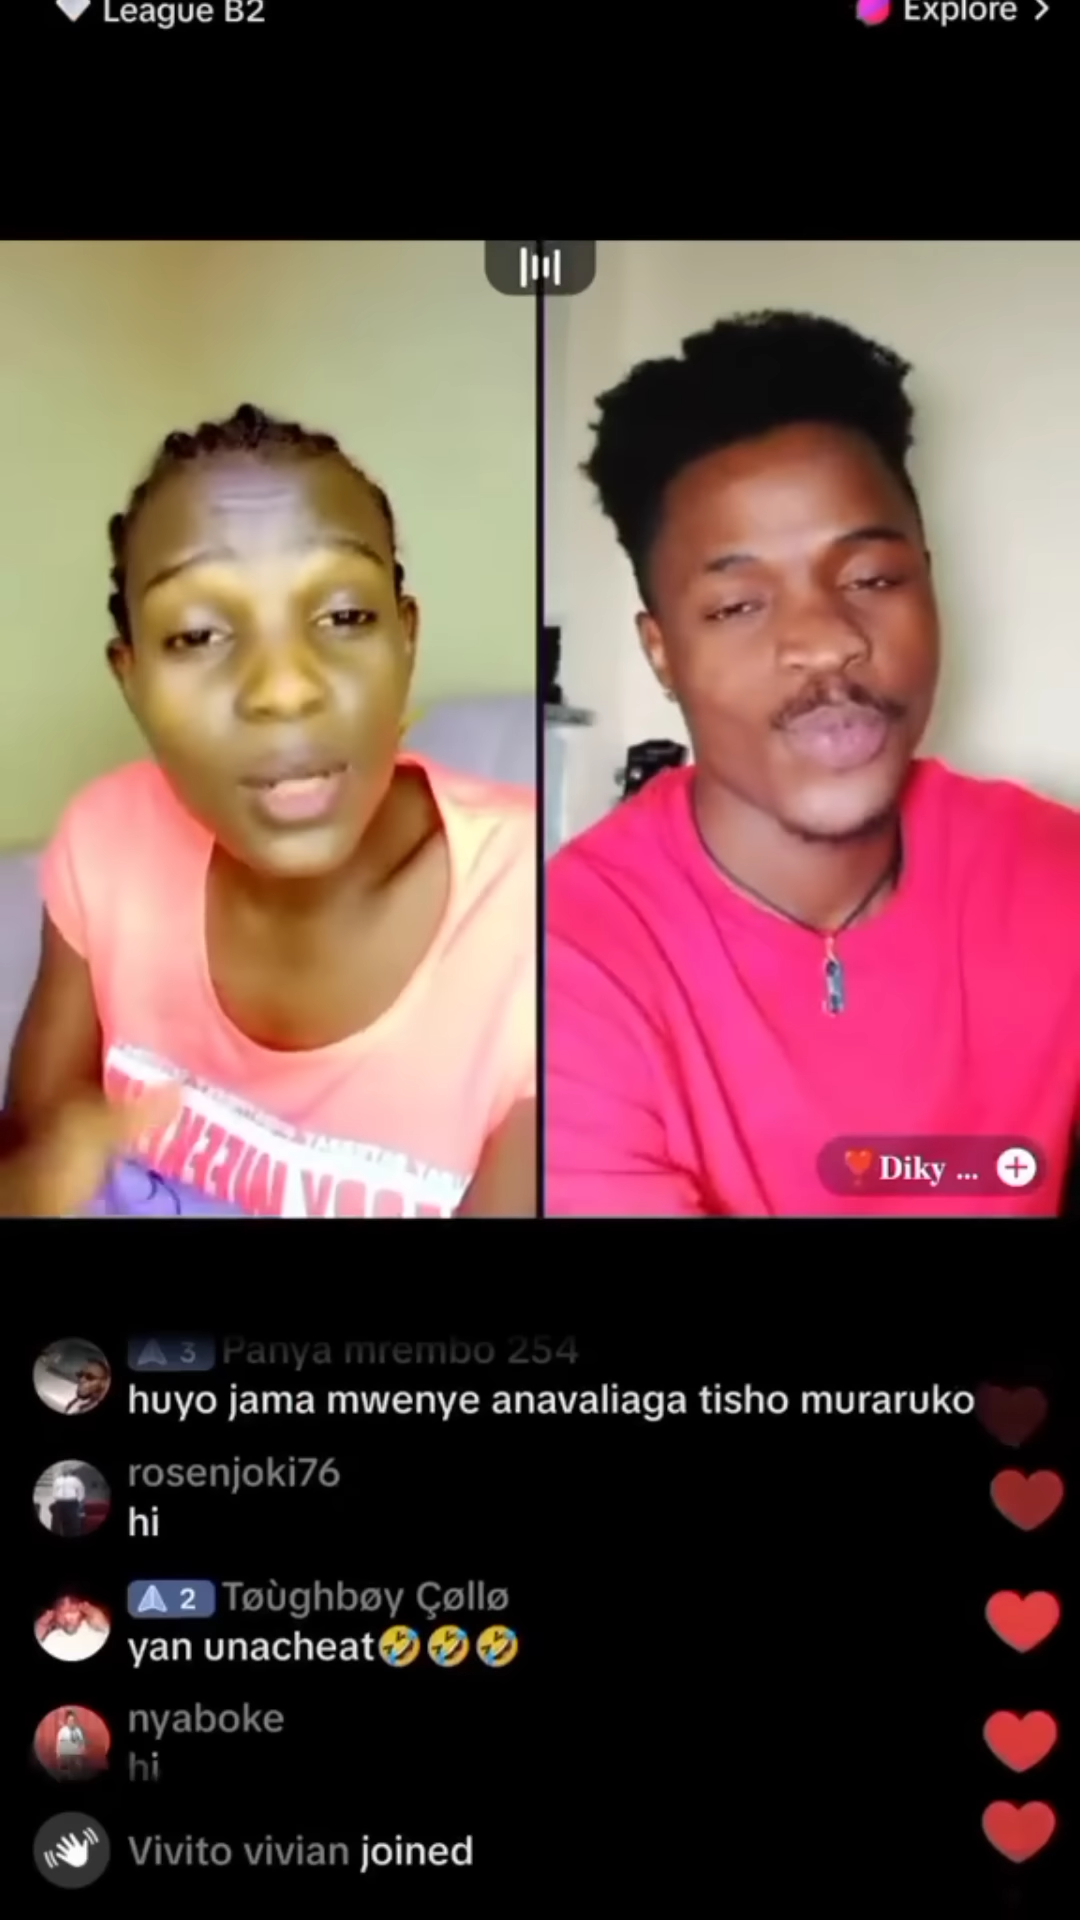 League B2
Explore >
Diky ...
3 Panya mrembo 254
huyo jama mwenye anavaliaga tisho muraruko
rosenjoki76
hi
2 Tøùghbøy Çøllø
yan unacheat🤣🤣🤣
nyaboke
hi
Vivito vivian joined